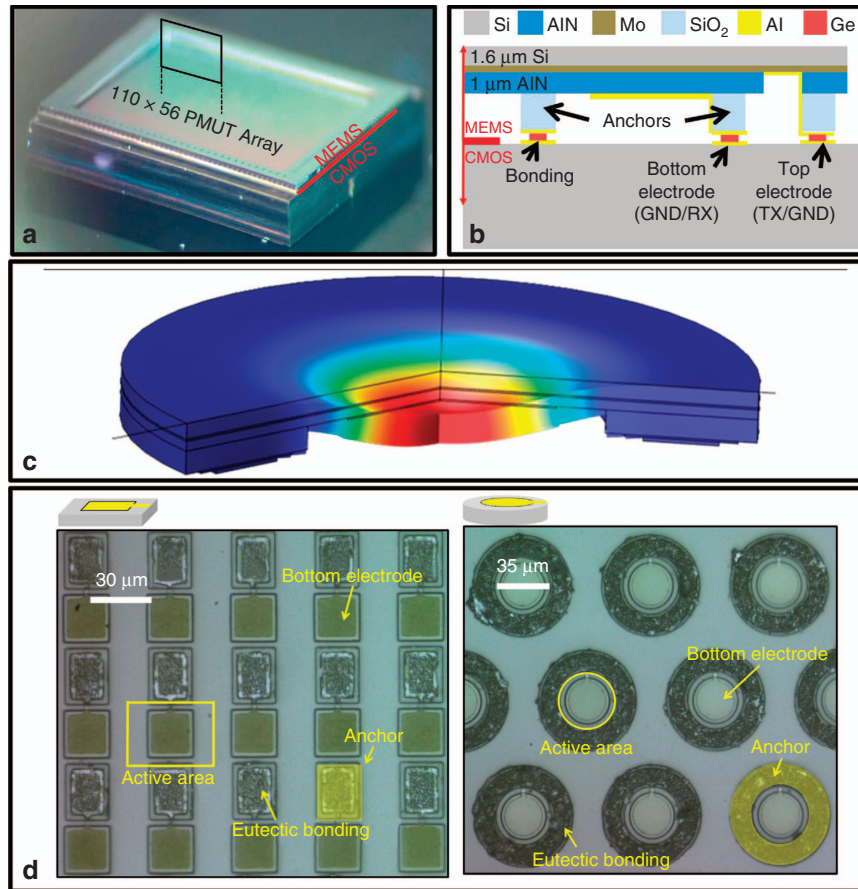 110 × 56 PMUT Array
MEMS
CMOS
a
Si AlN Mo SiO2 Al Ge
1.6 μm Si
1 μm AlN
Anchors
MEMS
CMOS
Bonding
Bottom
electrode
(GND/RX)
Top
electrode
(TX/GND)
b
c
30 μm
Bottom electrode
Active area
Anchor
Eutectic bonding
35 μm
Bottom electrode
Active area
Anchor
Eutectic bonding
d